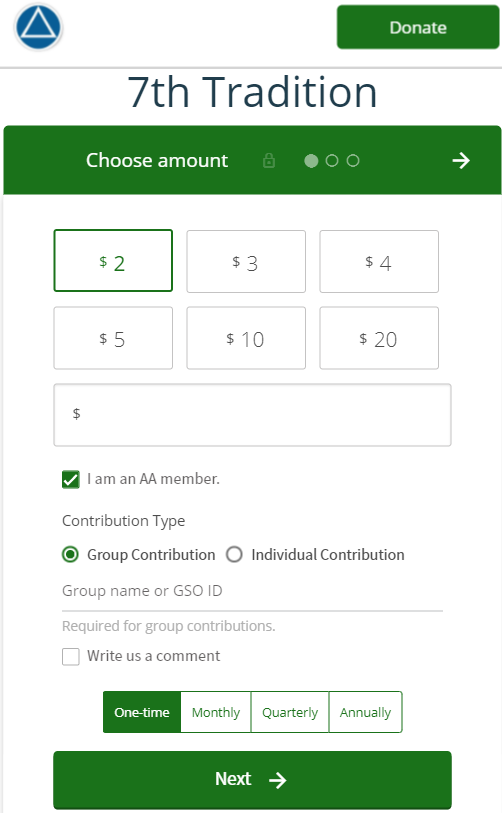 Donate
7th Tradition
Choose amount
$ 2
$ 3
$ 4
$ 5
$ 10
$ 20
$
I am an AA member.
Contribution Type
Group Contribution
Individual Contribution
Group name or GSO ID
Required for group contributions.
Write us a comment
One-time
Monthly
Quarterly
Annually
Next